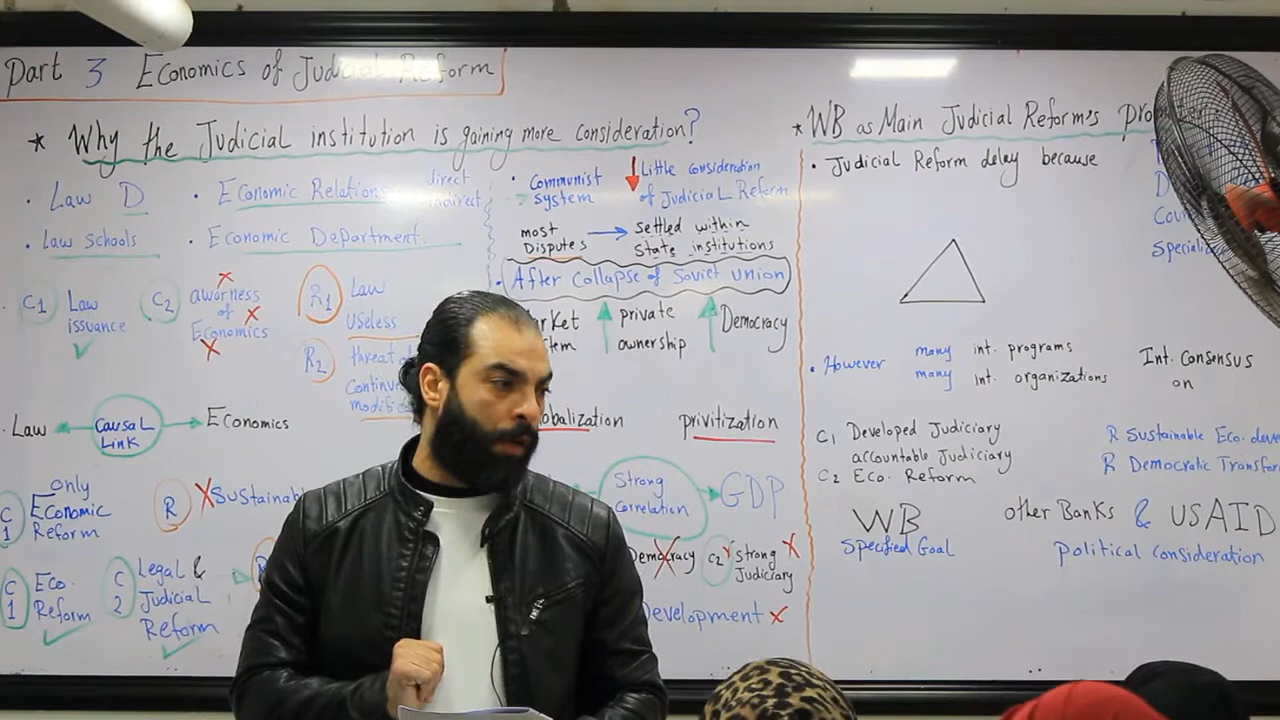 Part 3 Economics of Judicial Reform
* Why the Judicial institution is gaining more consideration?
. Law D . Economic Relations direct
indirect
. Law schools . Economic Department
C1 Law issuance
C2 awarness of Economics
R1 Law useless
R2 threat of
Law Causal Link Economics
C1 only Economic Reform
R X Sustainab
C1 Eco. Reform
C2 Legal & Judicial Reform
. Communist system
Little consideration of Judicial Reform
most Disputes settled within State institutions
. After collapse of Soviet union
private ownership
Democracy
privitization
Strong Correlation GDP
Democracy C2 strong Judiciary
Development X
* WB as Main Judicial Reform's
. Judicial Reform delay because
. However many int. programs
many int. organizations
Int. Consensus on
C1 Developed Judiciary
accountable Judiciary
C2 Eco. Reform
R Sustainable Eco.
R Democratic
WB
Specified Goal
other Banks & USAID
Political consideration